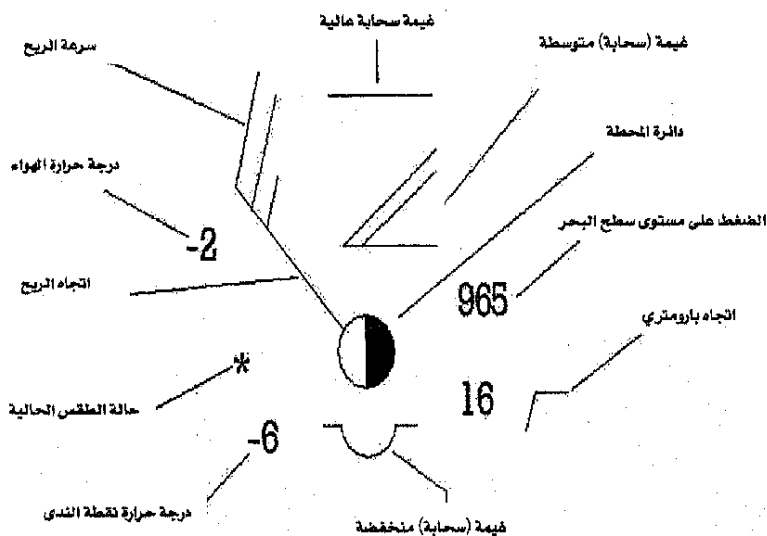 غيمة سحابة عالية
غيمة (سحابة) متوسطة
سرعة الريح
دائرة المحطة
درجة حرارة الهواء
الضغط على مستوى سطح البحر
-2
اتجاه الريح
965
اتجاه بارومتري
*
16
حالة الطقس الحالية
-6
درجة حرارة نقطة الندى
غيمة (سحابة) منخفضة